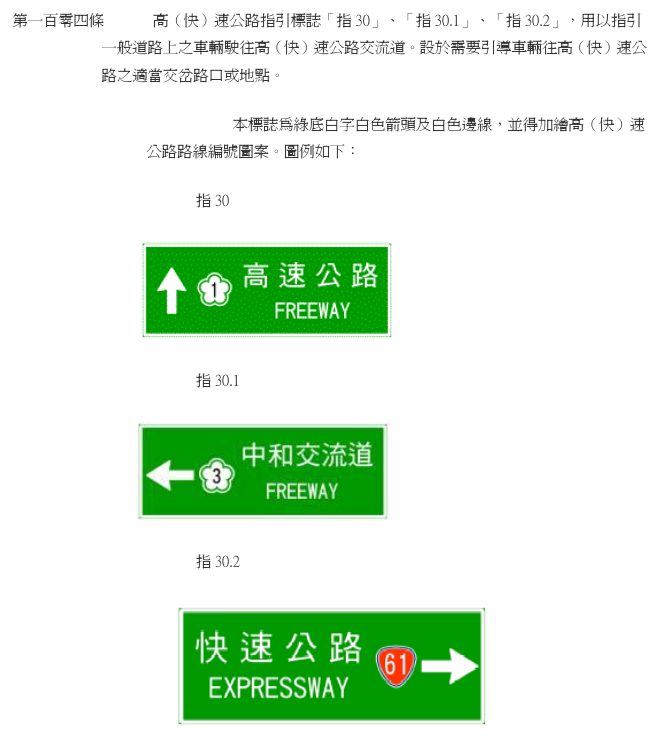 第一百零四條 高（快）速公路指引標誌「指 30」、「指 30.1」、「指 30.2」，用以指引
一般道路上之車輛駛往高（快）速公路交流道。設於需要引導車輛往高（快）速公
路之適當交岔路口或地點。
本標誌為綠底白字白色箭頭及白色邊線，並得加繪高（快）速
公路路線編號圖案。圖例如下：
指 30
1 高速公路
FREEWAY
指 30.1
3 中和交流道
FREEWAY
指 30.2
快速公路 61
EXPRESSWAY